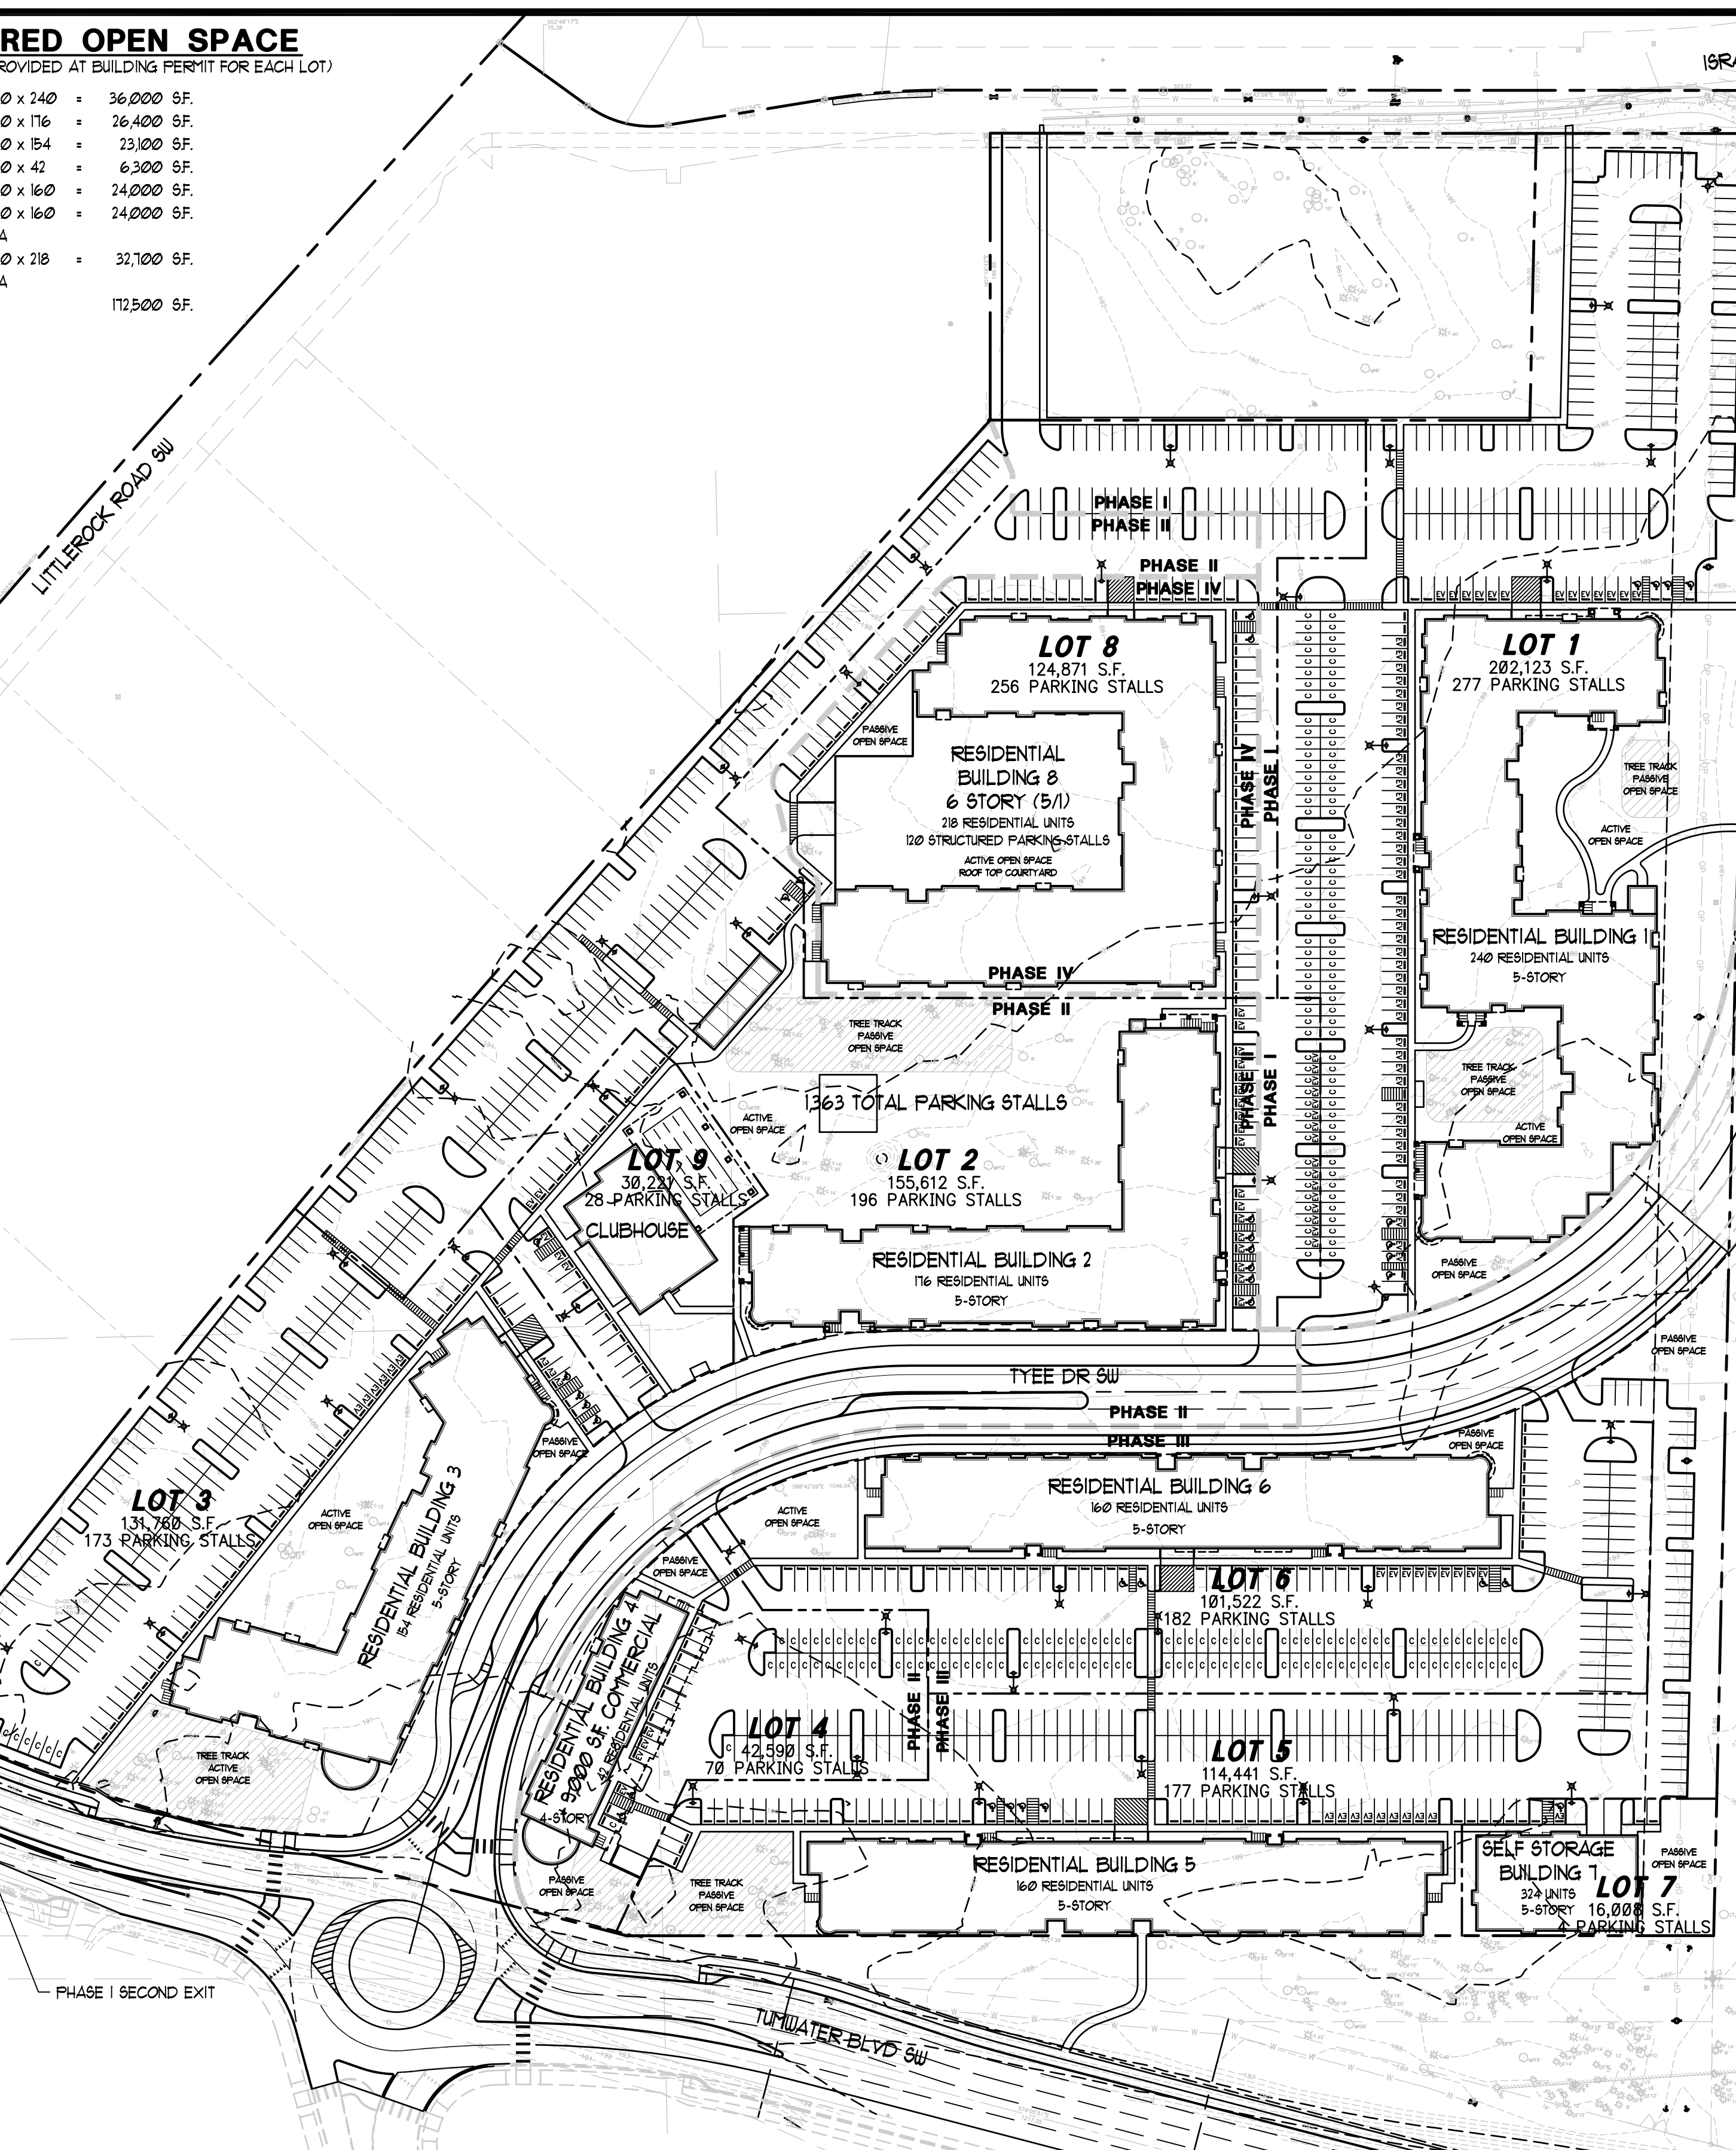 RED OPEN SPACE
ROVIDED AT BUILDING PERMIT FOR EACH LOT)
0 x 240 = 36,000 S.F.
0 x 176 = 26,400 S.F.
0 x 154 = 23,100 S.F.
0 x 42 = 6,300 S.F.
0 x 160 = 24,000 S.F.
0 x 160 = 24,000 S.F.
A
0 x 218 = 32,700 S.F.
A
172,500 S.F.
ISRA
LITTLEROCK ROAD SW
PHASE I
PHASE II
PHASE II
PHASE IV
LOT 8
124,871 S.F.
256 PARKING STALLS
PASSIVE
OPEN SPACE
RESIDENTIAL
BUILDING 8
6 STORY (5/1)
218 RESIDENTIAL UNITS
120 STRUCTURED PARKING STALLS
ACTIVE OPEN SPACE
ROOF TOP COURTYARD
PHASE IV
PHASE I
LOT 1
202,123 S.F.
277 PARKING STALLS
TREE TRACK
PASSIVE
OPEN SPACE
ACTIVE
OPEN SPACE
RESIDENTIAL BUILDING 1
240 RESIDENTIAL UNITS
5-STORY
TREE TRACK
PASSIVE
OPEN SPACE
ACTIVE
OPEN SPACE
PASSIVE
OPEN SPACE
PHASE IV
PHASE II
PHASE II
PHASE I
TREE TRACK
PASSIVE
OPEN SPACE
1,363 TOTAL PARKING STALLS
ACTIVE
OPEN SPACE
LOT 9
30,221 S.F.
28 PARKING STALLS
CLUBHOUSE
LOT 2
155,612 S.F.
196 PARKING STALLS
RESIDENTIAL BUILDING 2
176 RESIDENTIAL UNITS
5-STORY
PASSIVE
OPEN SPACE
TYEE DR SW
PHASE II
PHASE III
PASSIVE
OPEN SPACE
PASSIVE
OPEN SPACE
LOT 3
131,760 S.F.
173 PARKING STALLS
ACTIVE
OPEN SPACE
RESIDENTIAL BUILDING 3
154 RESIDENTIAL UNITS
5-STORY
TREE TRACK
ACTIVE
OPEN SPACE
RESIDENTIAL BUILDING 6
160 RESIDENTIAL UNITS
5-STORY
ACTIVE
OPEN SPACE
PASSIVE
OPEN SPACE
LOT 6
101,522 S.F.
182 PARKING STALLS
RESIDENTIAL BUILDING 4
9,000 S.F. COMMERCIAL
42 RESIDENTIAL UNITS
4-STORY
PHASE II
PHASE III
LOT 4
42,590 S.F.
70 PARKING STALLS
LOT 5
114,441 S.F.
177 PARKING STALLS
PASSIVE
OPEN SPACE
TREE TRACK
PASSIVE
OPEN SPACE
RESIDENTIAL BUILDING 5
160 RESIDENTIAL UNITS
5-STORY
SELF STORAGE
BUILDING 7
324 UNITS
5-STORY
LOT 7
16,008 S.F.
4 PARKING STALLS
PASSIVE
OPEN SPACE
PHASE I SECOND EXIT
TUMWATER BLVD SW